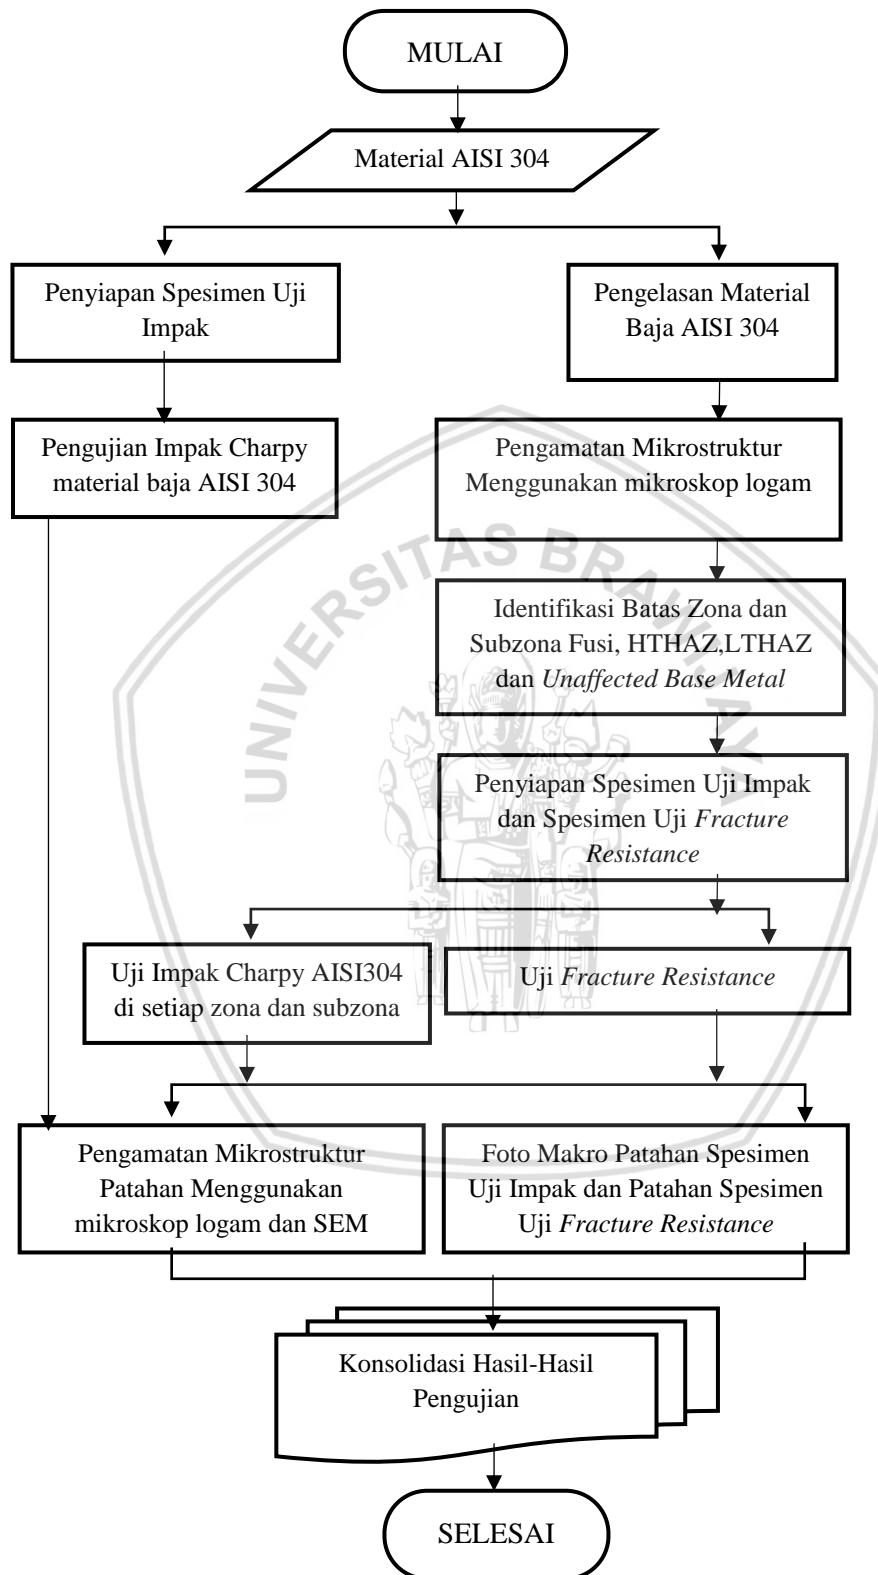 MULAI
Material AISI 304
Penyiapan Spesimen Uji
Impak
Pengelasan Material
Baja AISI 304
Pengujian Impak Charpy
material baja AISI 304
Pengamatan Mikrostruktur
Menggunakan mikroskop logam
UNIVERSITAS BRAWIJAYA
Identifikasi Batas Zona dan
Subzona Fusi, HTHAZ,LTHAZ
dan Unaffected Base Metal
Penyiapan Spesimen Uji Impak
dan Spesimen Uji Fracture
Resistance
Uji Impak Charpy AISI304
di setiap zona dan subzona
Uji Fracture Resistance
Pengamatan Mikrostruktur
Patahan Menggunakan
mikroskop logam dan SEM
Foto Makro Patahan Spesimen
Uji Impak dan Patahan Spesimen
Uji Fracture Resistance
Konsolidasi Hasil-Hasil
Pengujian
SELESAI